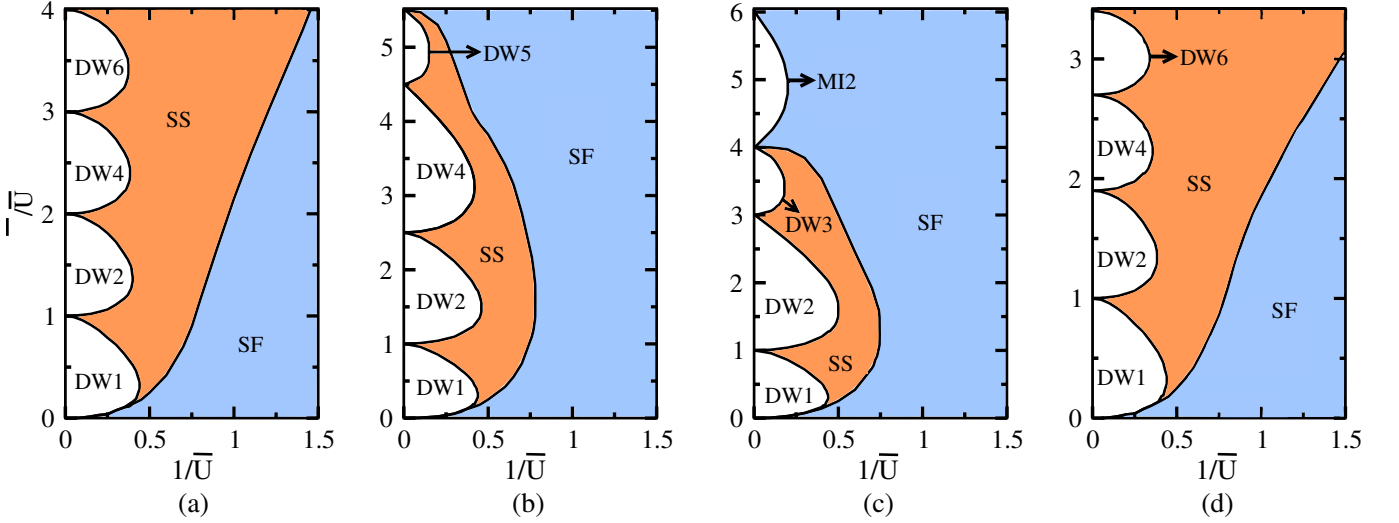 4
3
2
1
0
DW6
DW4
DW2
DW1
SS
SF
0 0.5 1 1.5
/U̅
1/U̅
(a)
5
4
3
2
1
0
DW5
DW4
DW2
DW1
SS
SF
0 0.5 1 1.5
1/U̅
(b)
6
5
4
3
2
1
0
MI2
DW3
DW2
DW1
SS
SF
0 0.5 1 1.5
1/U̅
(c)
3
2
1
0
DW6
DW4
DW2
DW1
SS
SF
0 0.5 1 1.5
1/U̅
(d)